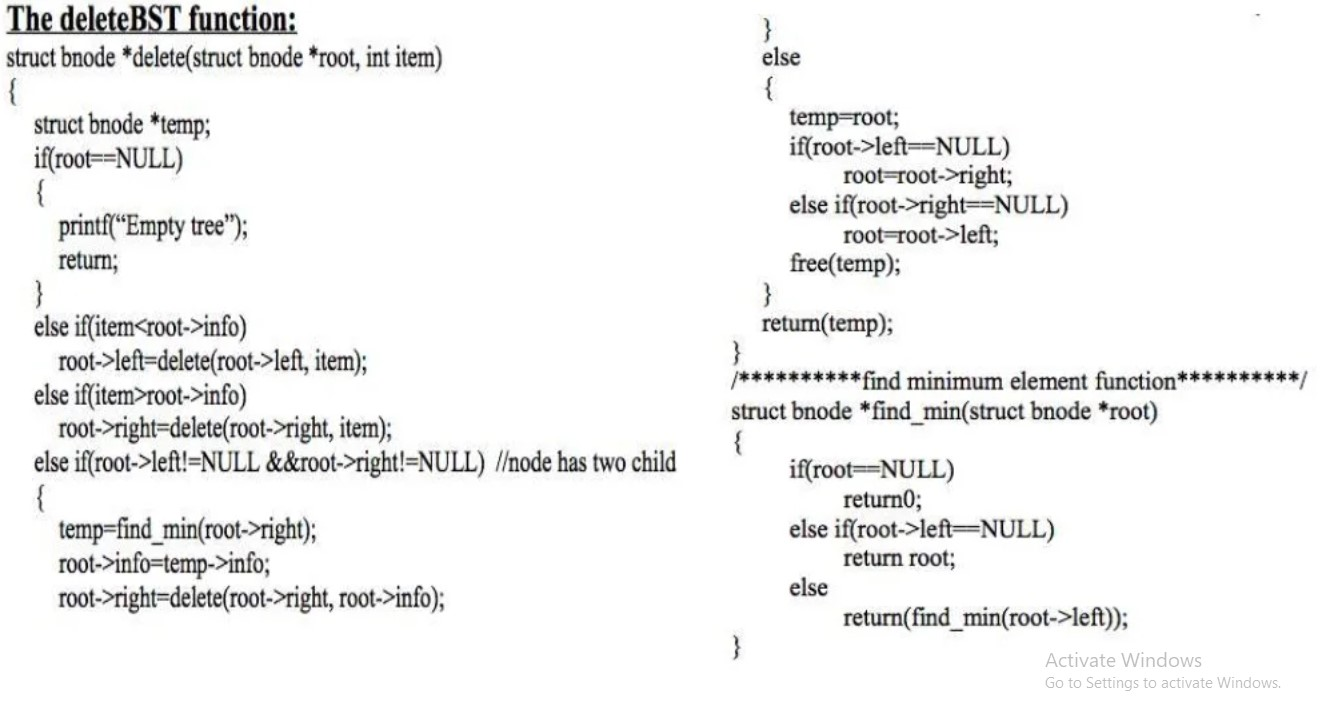 The deleteBST function:
struct bnode *delete(struct bnode *root, int item)
{
struct bnode *temp;
if(root==NULL)
{
printf(“Empty tree”);
return;
}
else if(item<root->info)
root->left=delete(root->left, item);
else if(item>root->info)
root->right=delete(root->right, item);
else if(root->left!=NULL &&root->right!=NULL) //node has two child
{
temp=find_min(root->right);
root->info=temp->info;
root->right=delete(root->right, root->info);
}
else
{
temp=root;
if(root->left==NULL)
root=root->right;
else if(root->right==NULL)
root=root->left;
free(temp);
}
return(temp);
}
/**********find minimum element function**********/
struct bnode *find_min(struct bnode *root)
{
if(root==NULL)
return0;
else if(root->left==NULL)
return root;
else
return(find_min(root->left));
}
Activate Windows
Go to Settings to activate Windows.